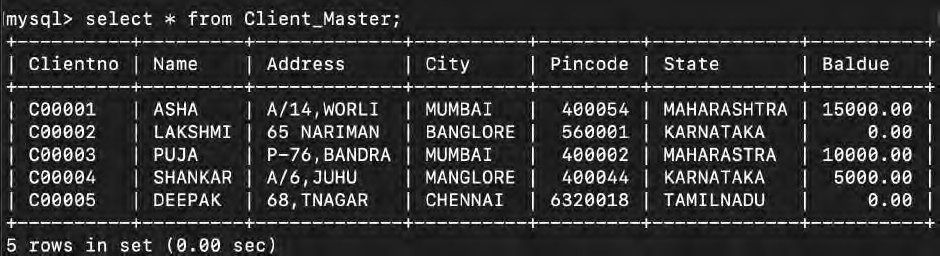 mysql> select * from Client_Master;
+----------+----------+--------------+----------+---------+-------------+----------+
| Clientno | Name     | Address      | City     | Pincode | State       | Baldue   |
+----------+----------+--------------+----------+---------+-------------+----------+
| C00001   | ASHA     | A/14,WORLI   | MUMBAI   |  400054 | MAHARASHTRA | 15000.00 |
| C00002   | LAKSHMI  | 65 NARIMAN   | BANGLORE |  560001 | KARNATAKA   |     0.00 |
| C00003   | PUJA     | P-76,BANDRA  | MUMBAI   |  400002 | MAHARASTRA  | 10000.00 |
| C00004   | SHANKAR  | A/6,JUHU     | MANGLORE |  400044 | KARNATAKA   |  5000.00 |
| C00005   | DEEPAK   | 68,TNAGAR    | CHENNAI  | 6320018 | TAMILNADU   |     0.00 |
+----------+----------+--------------+----------+---------+-------------+----------+
5 rows in set (0.00 sec)